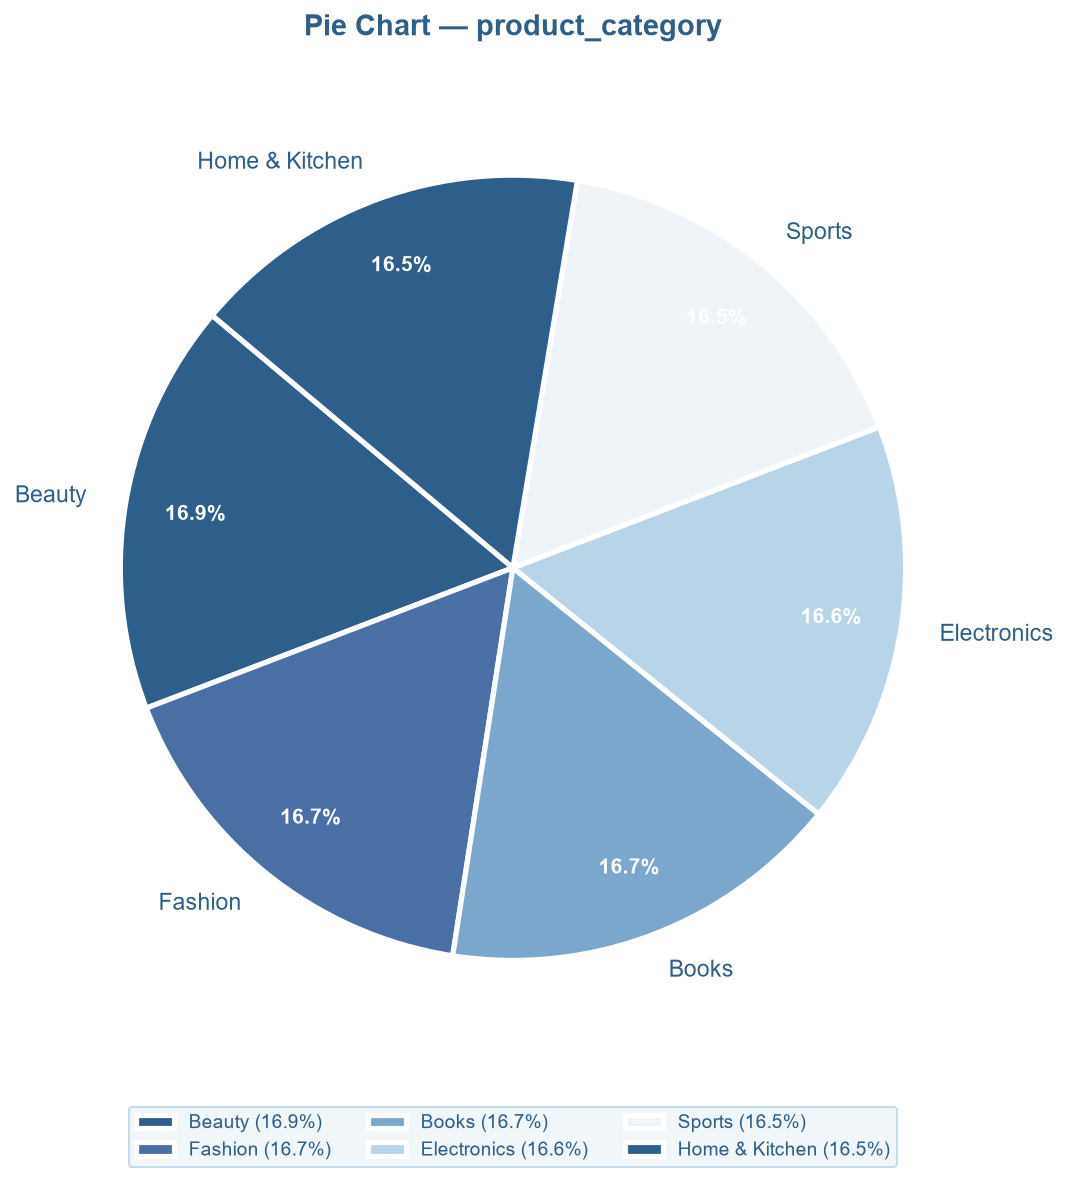 Pie Chart — product_category
Home & Kitchen
Sports
16.5%
16.5%
Beauty
16.9%
16.6%
Electronics
16.7%
16.7%
Fashion
Books
Beauty (16.9%)
Fashion (16.7%)
Books (16.7%)
Electronics (16.6%)
Sports (16.5%)
Home & Kitchen (16.5%)